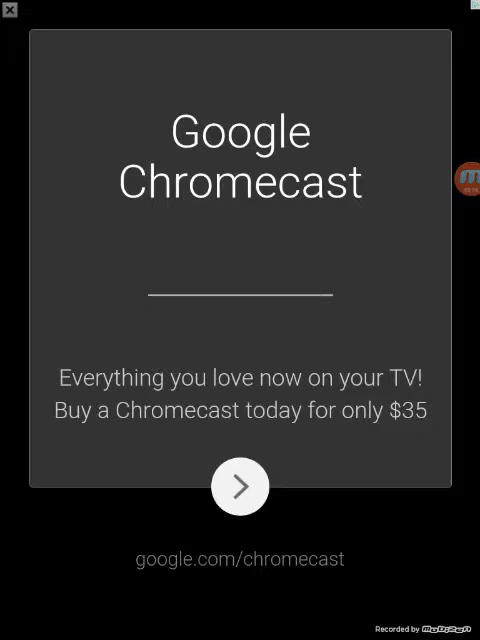 Google
Chromecast
Everything you love now on your TV!
Buy a Chromecast today for only $35
google.com/chromecast
Recorded by MOBIZEN